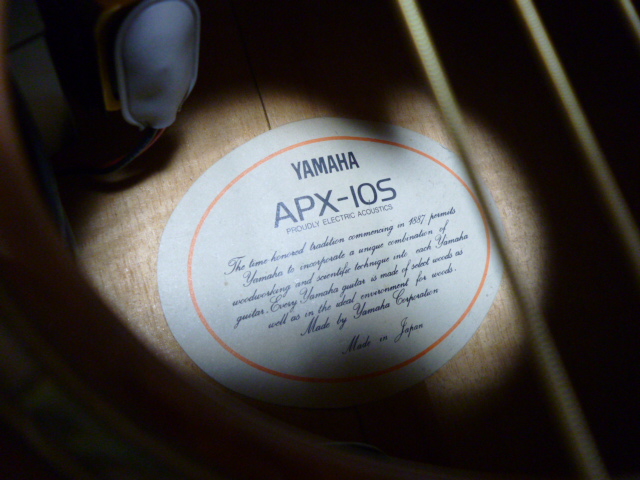 YAMAHA
APX-10S
PROUDLY ELECTRIC ACOUSTICS
The time-honored tradition commencing in 1887 permits
Yamaha to incorporate a unique combination of
woodworking and scientific technique into each Yamaha
guitar. Every Yamaha guitar is made of select woods as
well as in the ideal environment for woods.
Made by Yamaha Corporation
Made in Japan